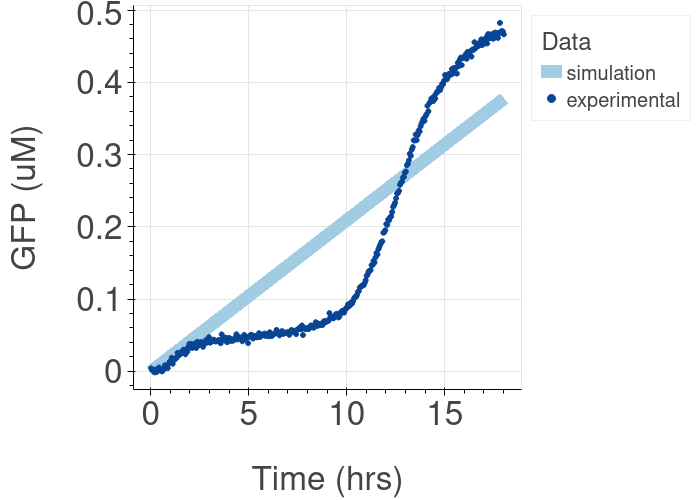 0.5
0.4
0.3
0.2
0.1
0
GFP (uM)
0 5 10 15
Time (hrs)
Data
simulation
experimental